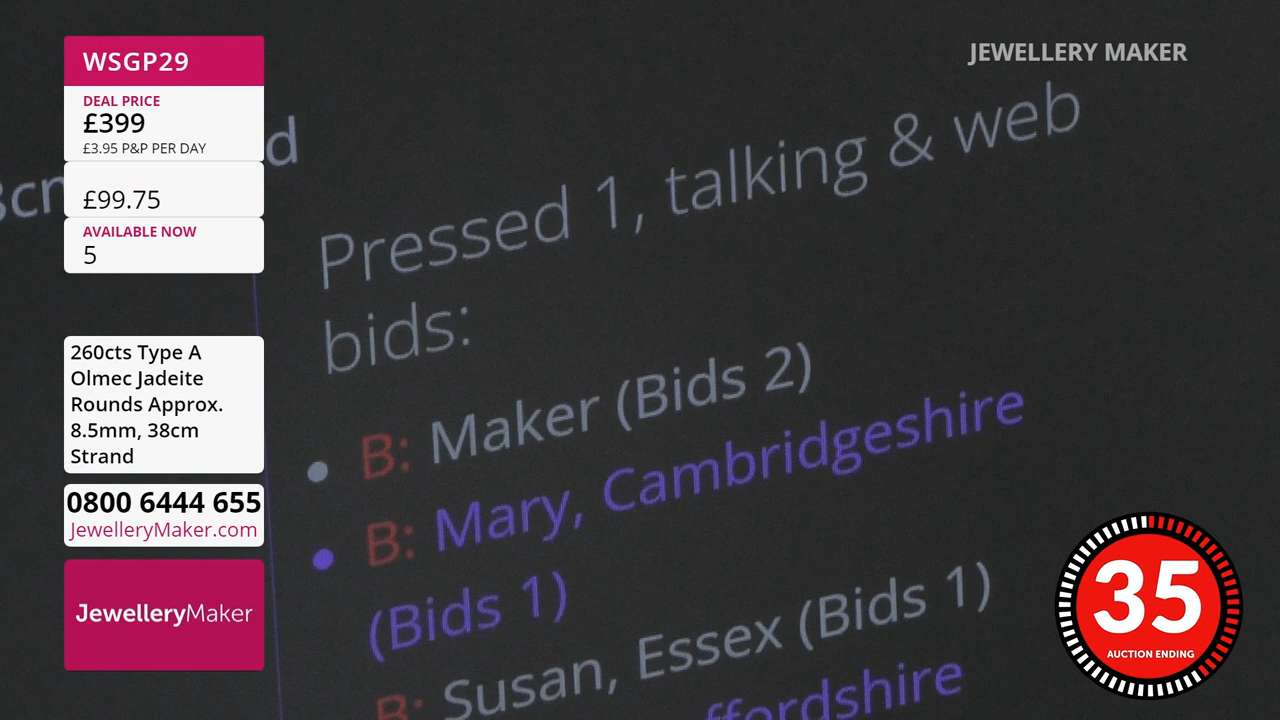 WSGP29
DEAL PRICE
£399
£3.95 P&P PER DAY
£99.75
AVAILABLE NOW
5
260cts Type A
Olmec Jadeite
Rounds Approx.
8.5mm, 38cm
Strand
0800 6444 655
JewelleryMaker.com
JewelleryMaker
JEWELLERY MAKER
Pressed 1, talking & web
bids:
B: Maker (Bids 2)
B: Mary, Cambridgeshire
(Bids 1)
B: Susan, Essex (Bids 1)
35
AUCTION ENDING